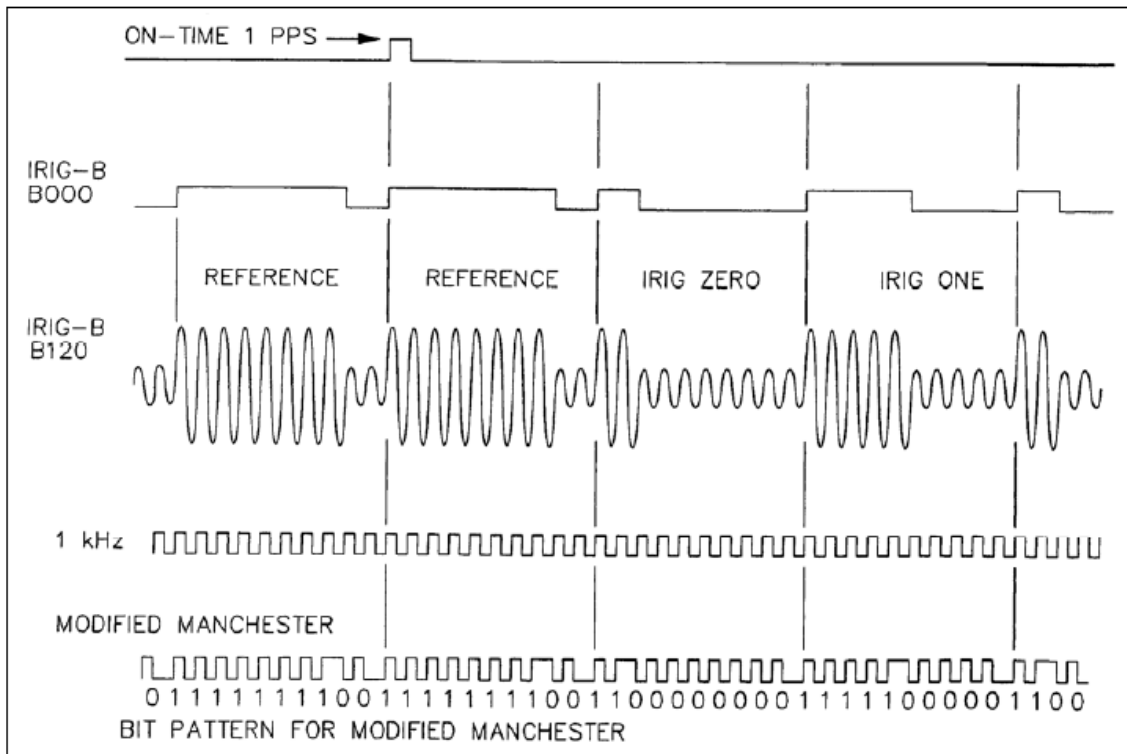 ON-TIME 1 PPS
IRIG-B
B000
REFERENCE REFERENCE IRIG ZERO IRIG ONE
IRIG-B
B120
1 kHz
MODIFIED MANCHESTER
0 1 1 1 1 1 1 1 1 0 0 1 1 1 1 1 1 1 1 0 0 1 1 0 0 0 0 0 0 0 0 1 1 1 1 1 0 0 0 0 0 1 1 0 0
BIT PATTERN FOR MODIFIED MANCHESTER